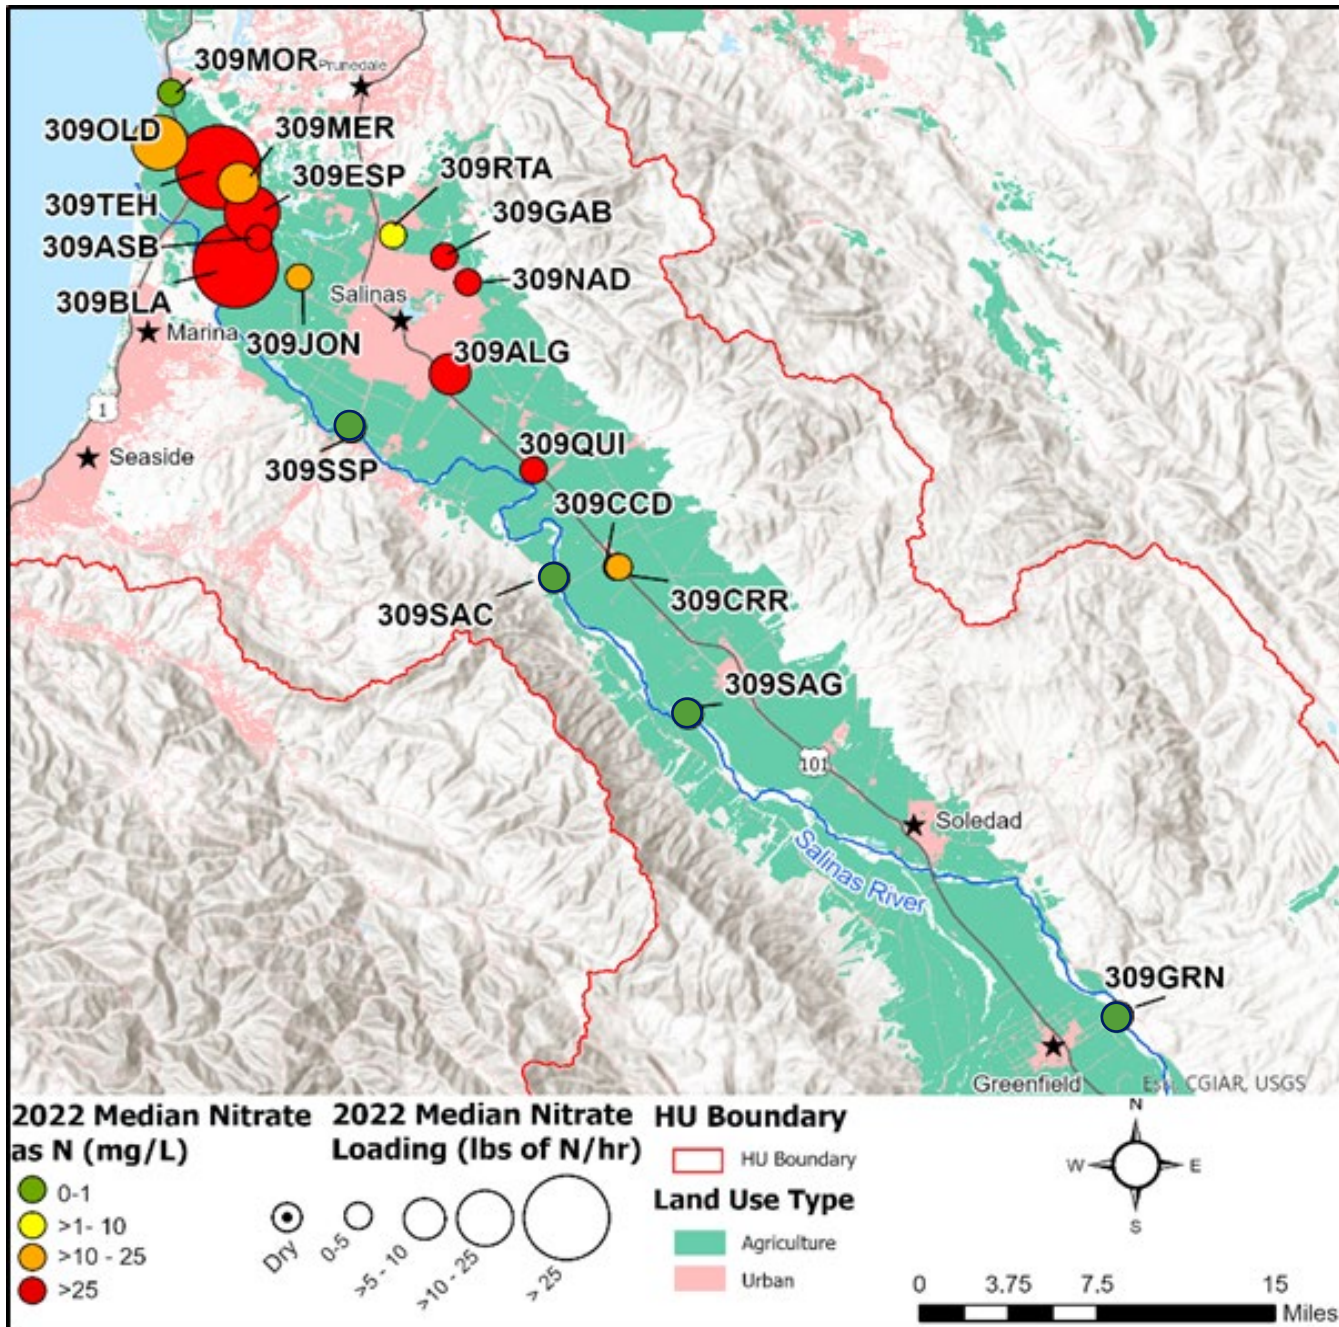 309MOR
Prunedale
309OLD
309MER
309ESP
309RTA
309TEH
309GAB
309ASB
309NAD
309BLA
Salinas
Marina
309JON
309ALG
1
Seaside
309SSP
309QUI
309CCD
309CRR
309SAC
309SAG
101
Soledad
Salinas River
309GRN
Greenfield
Esri, CGIAR, USGS
2022 Median Nitrate
as N (mg/L)
0-1
>1- 10
>10 - 25
>25
2022 Median Nitrate
Loading (lbs of N/hr)
Dry
0-5
>5 - 10
>10 - 25
> 25
HU Boundary
HU Boundary
Land Use Type
Agriculture
Urban
N
W
E
S
0 3.75 7.5 15
Miles